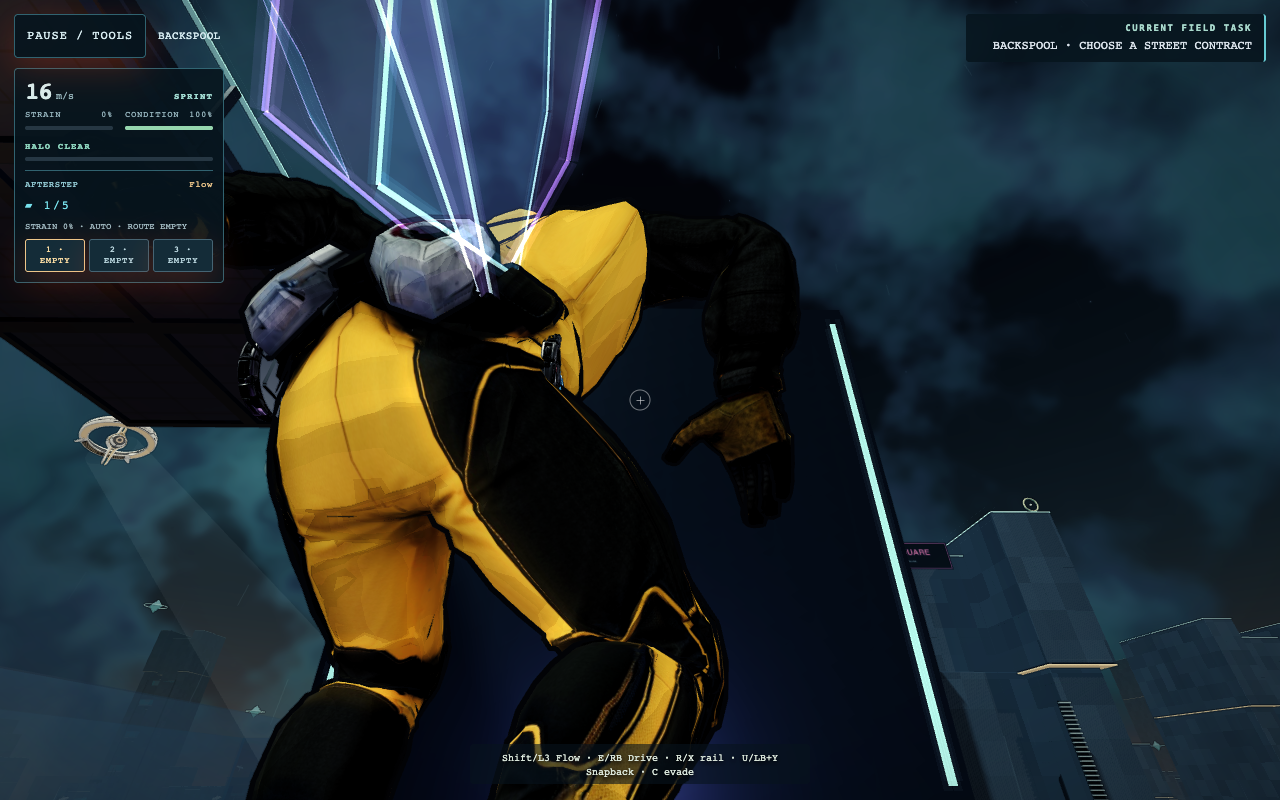 PAUSE / TOOLS
BACKSPOOL
CURRENT FIELD TASK
BACKSPOOL · CHOOSE A STREET CONTRACT
16 m/s
SPRINT
STRAIN 0%
CONDITION 100%
HALO CLEAR
AFTERSTEP
Flow
1/5
STRAIN 0% · AUTO · ROUTE EMPTY
1 ·
EMPTY
2 ·
EMPTY
3 ·
EMPTY
UARE
Shift/L3 Flow · E/RB Drive · R/X rail · U/LB+Y
Snapback · C evade